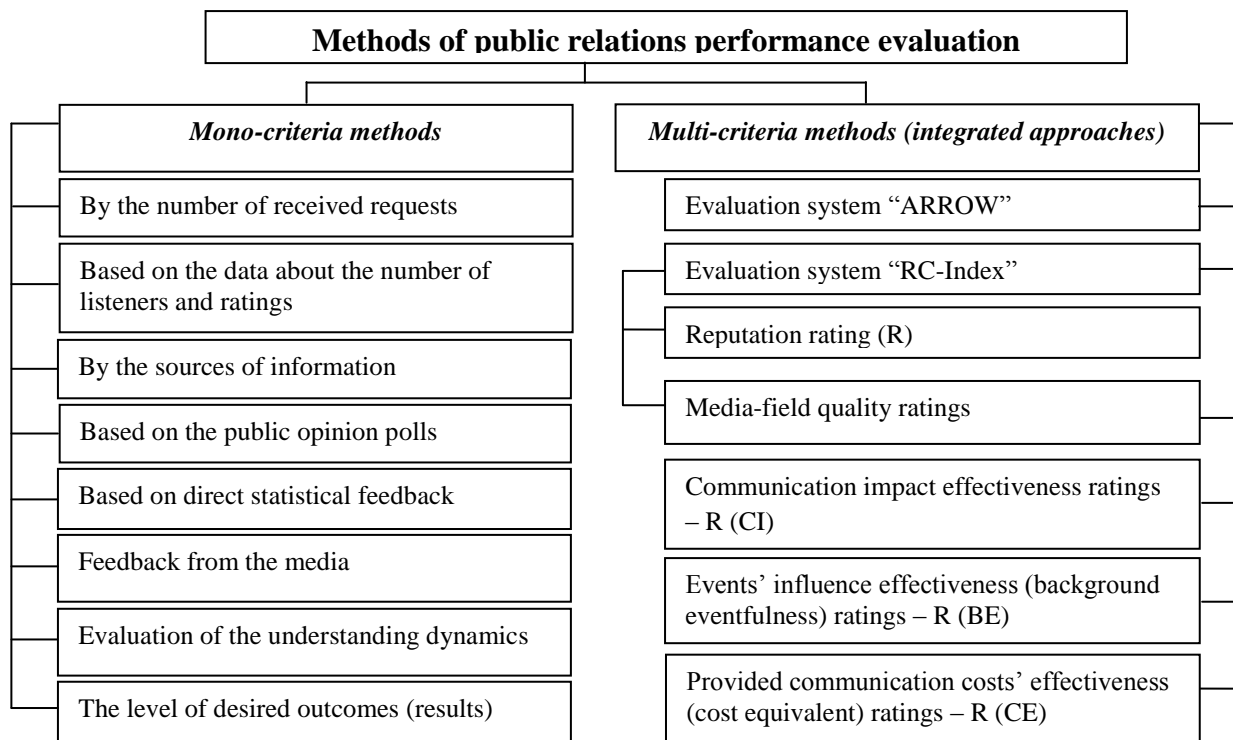 Methods of public relations performance evaluation
Mono-criteria methods
By the number of received requests
Based on the data about the number of
listeners and ratings
By the sources of information
Based on the public opinion polls
Based on direct statistical feedback
Feedback from the media
Evaluation of the understanding dynamics
The level of desired outcomes (results)
Multi-criteria methods (integrated approaches)
Evaluation system “ARROW”
Evaluation system “RC-Index”
Reputation rating (R)
Media-field quality ratings
Communication impact effectiveness ratings
– R (CI)
Events’ influence effectiveness (background
eventfulness) ratings – R (BE)
Provided communication costs’ effectiveness
(cost equivalent) ratings – R (CE)